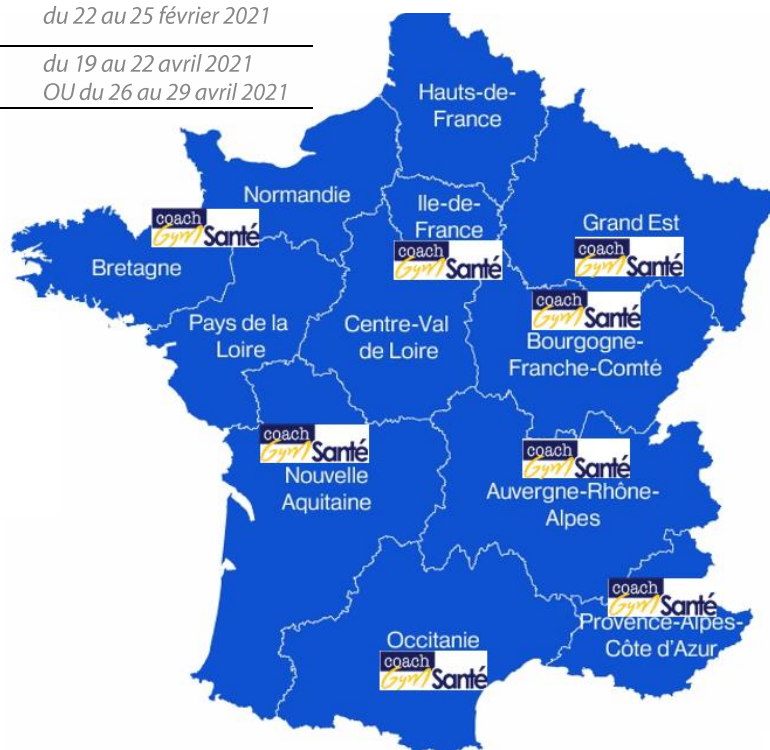 du 22 au 25 février 2021
du 19 au 22 avril 2021
OU du 26 au 29 avril 2021
Hauts-de-
France
Normandie
Ile-de-
France
Grand Est
coach
Gym Santé
coach
Gym Santé
coach
Gym Santé
Bretagne
coach
Gym Santé
Pays de la
Loire
Centre-Val
de Loire
Bourgogne-
Franche-Comté
coach
Gym Santé
Nouvelle
Aquitaine
coach
Gym Santé
Auvergne-Rhône-
Alpes
coach
Gym Santé
Provence-Alpes-
Côte d'Azur
Occitanie
coach
Gym Santé